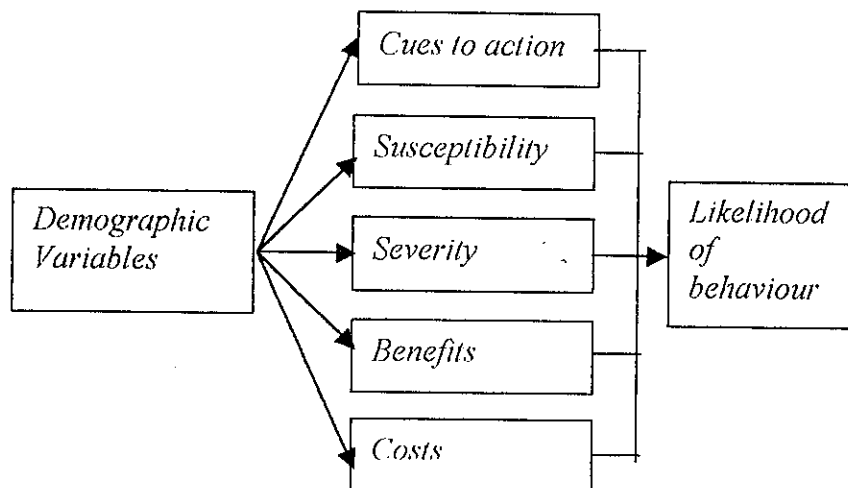 Cues to action
Susceptibility
Demographic
Variables
Severity
Likelihood
of
behaviour
Benefits
Costs